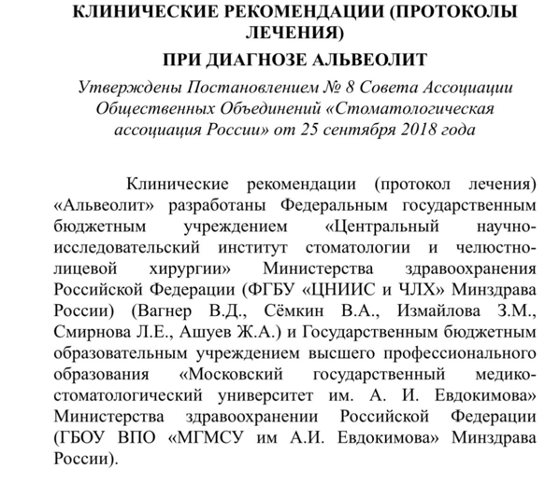 КЛИНИЧЕСКИЕ РЕКОМЕНДАЦИИ (ПРОТОКОЛЫ
ЛЕЧЕНИЯ)
ПРИ ДИАГНОЗЕ АЛЬВЕОЛИТ
Утверждены Постановлением № 8 Совета Ассоциации
Общественных Объединений «Стоматологическая
ассоциация России» от 25 сентября 2018 года
Клинические рекомендации (протокол лечения)
«Альвеолит» разработаны Федеральным государственным
бюджетным учреждением «Центральный научно-
исследовательский институт стоматологии и челюстно-
лицевой хирургии» Министерства здравоохранения
Российской Федерации (ФГБУ «ЦНИИС и ЧЛХ» Минздрава
России) (Вагнер В.Д., Сёмкин В.А., Измайлова З.М.,
Смирнова Л.Е., Ашуев Ж.А.) и Государственным бюджетным
образовательным учреждением высшего профессионального
образования «Московский государственный медико-
стоматологический университет им. А. И. Евдокимова»
Министерства здравоохранении Российской Федерации
(ГБОУ ВПО «МГМСУ им А.И. Евдокимова» Минздрава
России).